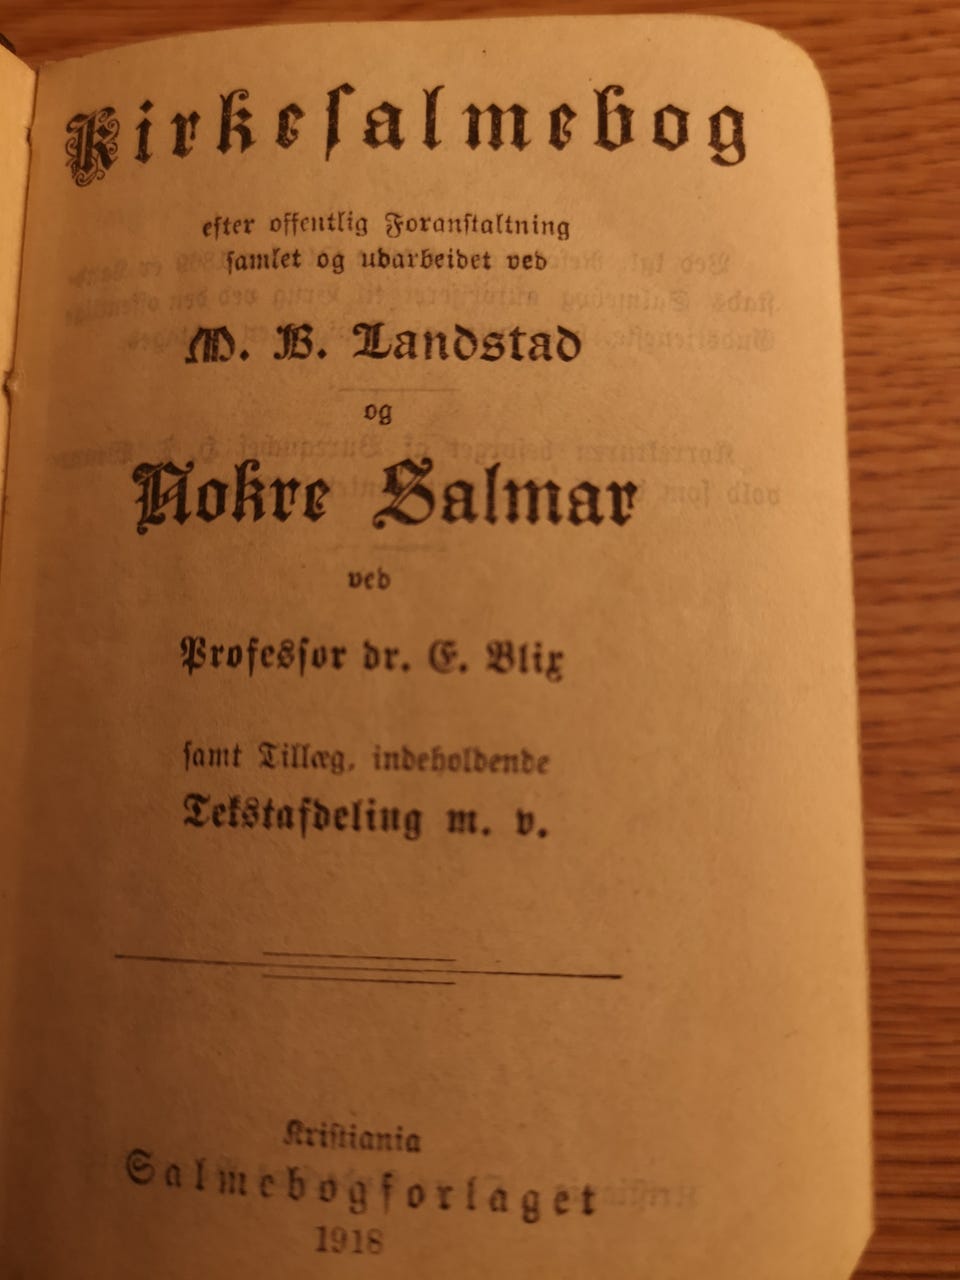 Kirkesalmebog
efter offentlig Foranstaltning
samlet og udarbeidet ved
M. B. Landstad
og
Nokre Salmar
ved
Professor dr. E. Blix
samt Tillæg, indeholdende
Tekstafdeling m. v.
Kristiania
Salmebogforlaget
1918